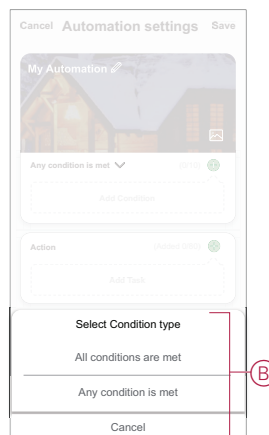 Cancel Automation settings Save
My Automation
Any condition is met (0/10)
Add Condition
Action
Add Task
Select Condition type
All conditions are met
Any condition is met
Cancel
B